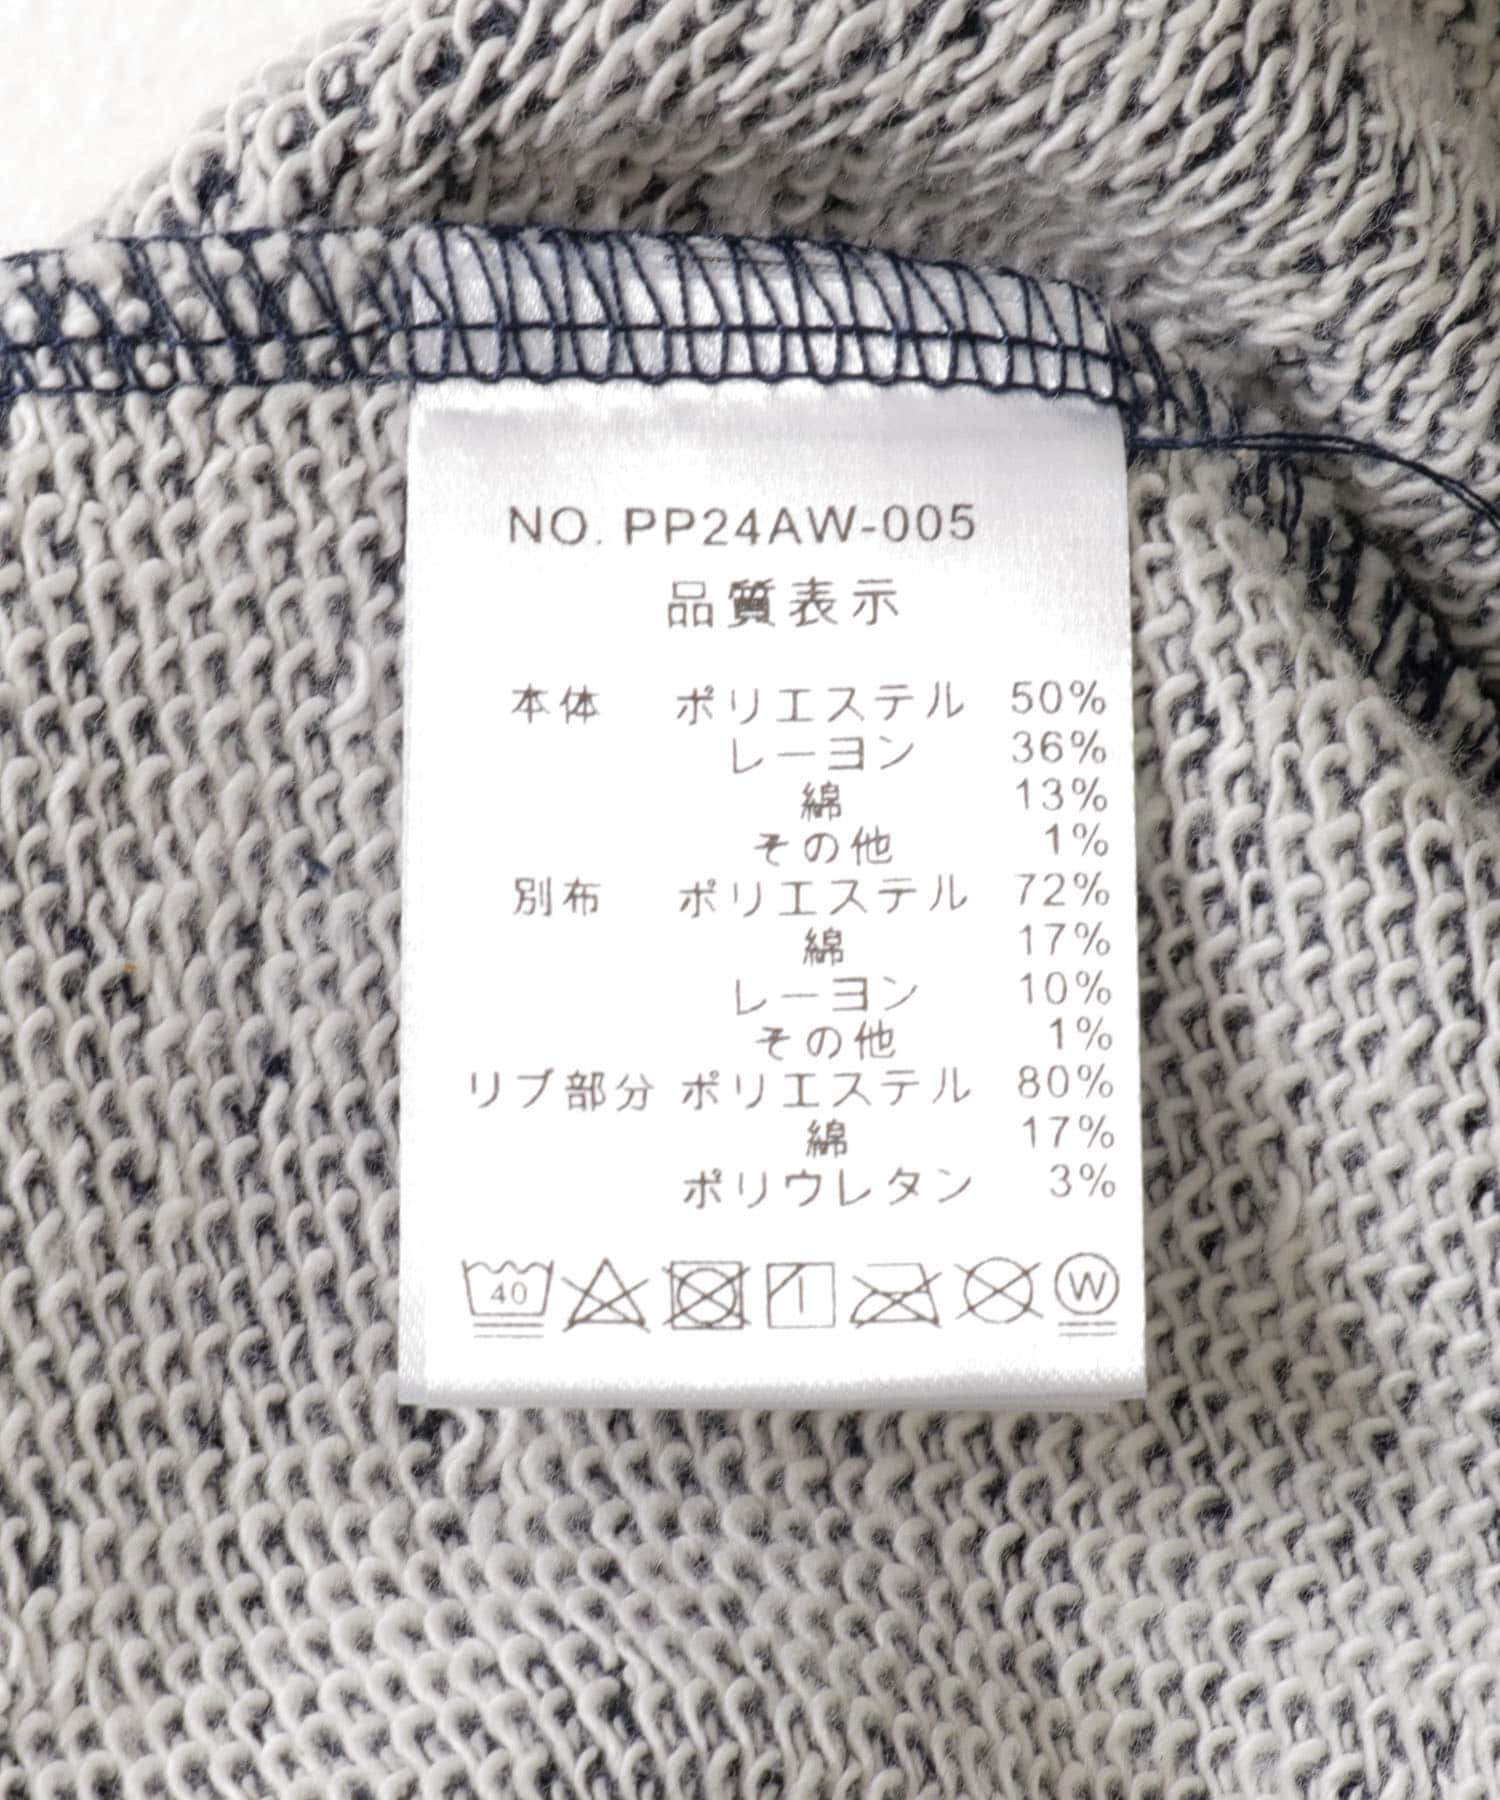 NO. PP24AW-005
品質表示
本体 ポリエステル 50%
レーヨン 36%
綿 13%
その他 1%
別布 ポリエステル 72%
綿 17%
レーヨン 10%
その他 1%
リブ部分 ポリエステル 80%
綿 17%
ポリウレタン 3%
40 W